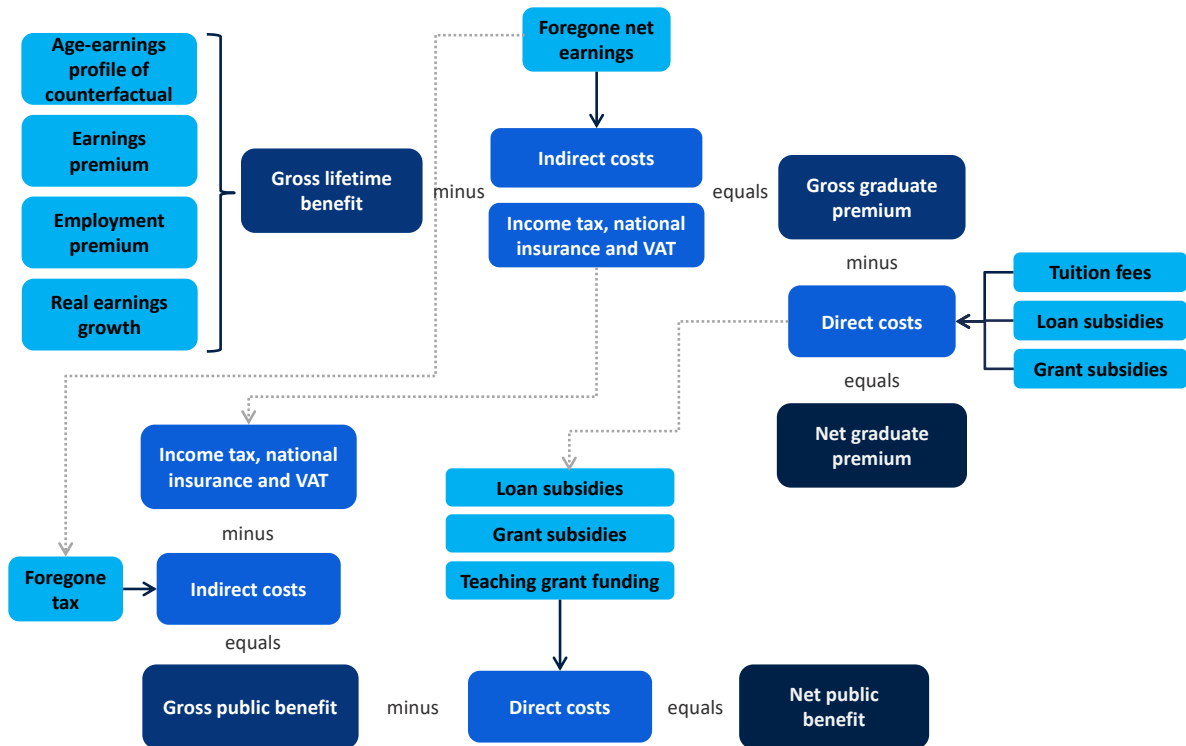 Age-earnings
profile of
counterfactual
Earnings
premium
Employment
premium
Real earnings
growth
Gross lifetime
benefit
minus
Foregone net
earnings
Indirect costs
Income tax, national
insurance and VAT
equals
Gross graduate
premium
minus
Direct costs
Tuition fees
Loan subsidies
Grant subsidies
equals
Net graduate
premium
Income tax, national
insurance and VAT
minus
Foregone
tax
Indirect costs
equals
Loan subsidies
Grant subsidies
Teaching grant funding
Gross public benefit
minus
Direct costs
equals
Net public
benefit